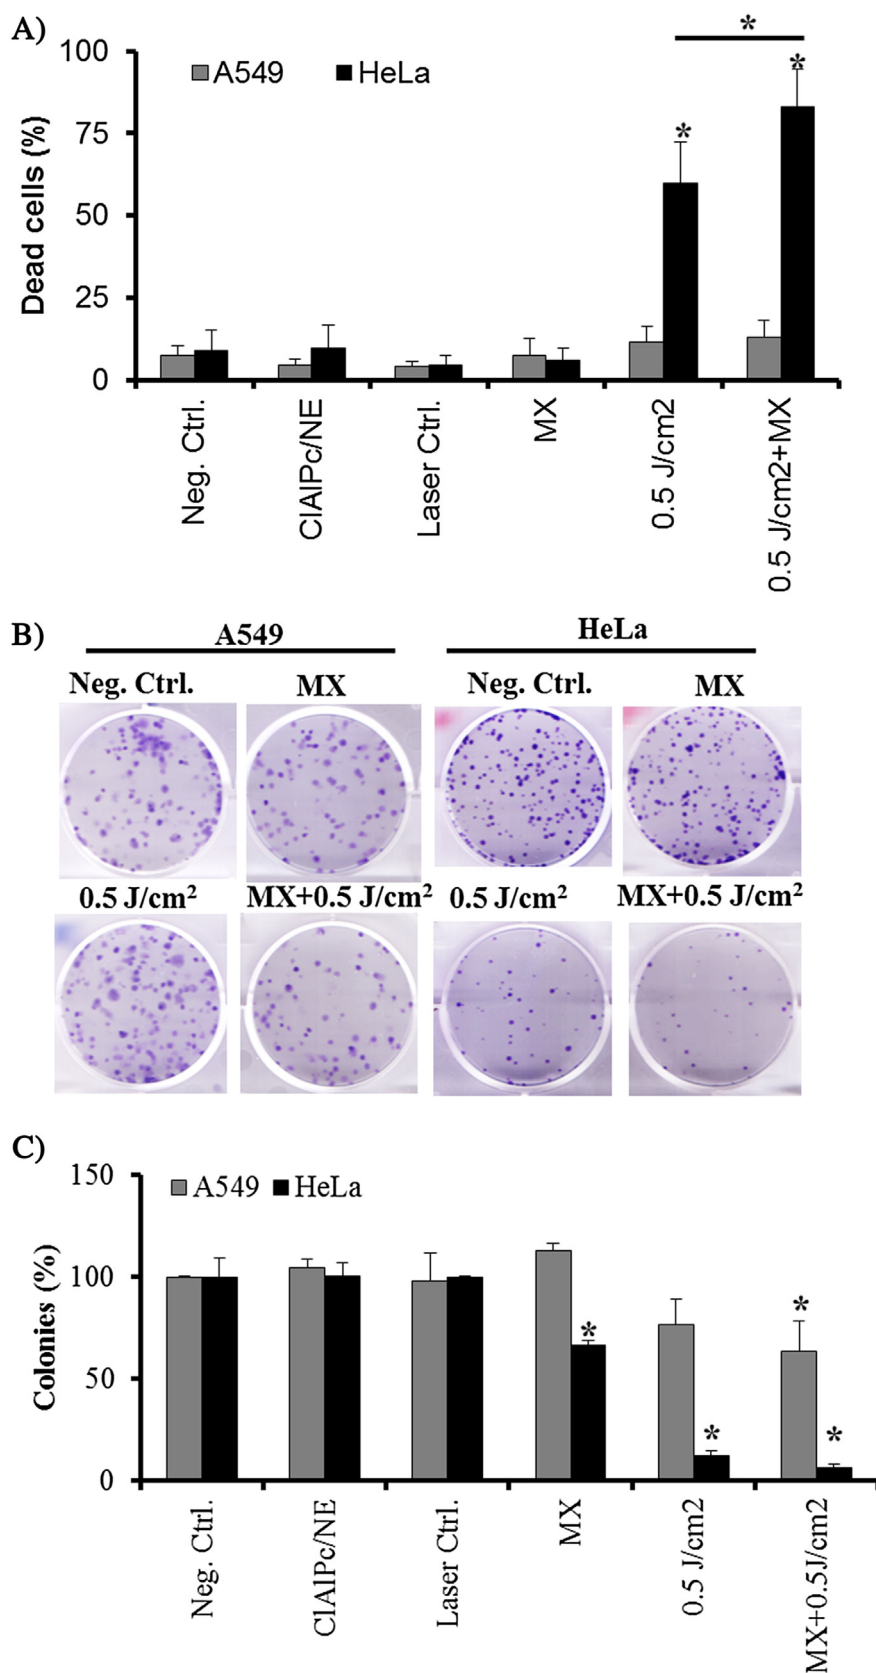 A)
*
100
A549 HeLa
*
*
75
50
25
0
Dead cells (%)
Neg. Ctrl.
ClAlPc/NE
Laser Ctrl.
MX
0.5 J/cm2
0.5 J/cm2+MX
B)
A549 HeLa
Neg. Ctrl. MX Neg. Ctrl. MX
0.5 J/cm² MX+0.5 J/cm² 0.5 J/cm² MX+0.5 J/cm²
C)
150
A549 HeLa
100
*
*
50
*
*
0
Colonies (%)
Neg. Ctrl.
ClAlPc/NE
Laser Ctrl.
MX
0.5 J/cm2
MX+0.5J/cm2